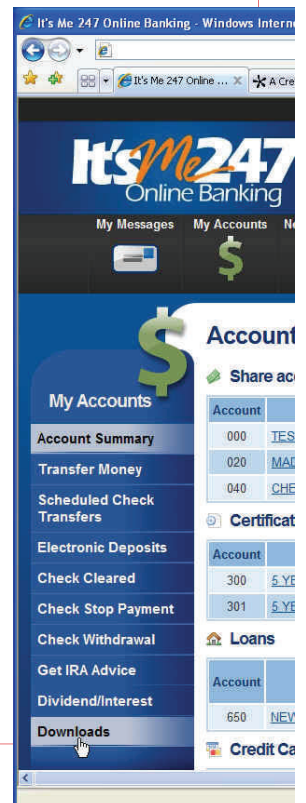 It's Me 247 Online Banking - Windows Intern
It's Me 247 Online ...
A Cre
It'sMe247
Online Banking
My Messages
My Accounts
Ne
My Accounts
Account Summary
Transfer Money
Scheduled Check
Transfers
Electronic Deposits
Check Cleared
Check Stop Payment
Check Withdrawal
Get IRA Advice
Dividend/Interest
Downloads
Account
Share acc
Account
000 TES
020 MAD
040 CHE
Certificat
Account
300 5 YE
301 5 YE
Loans
Account
650 NEW
Credit Ca